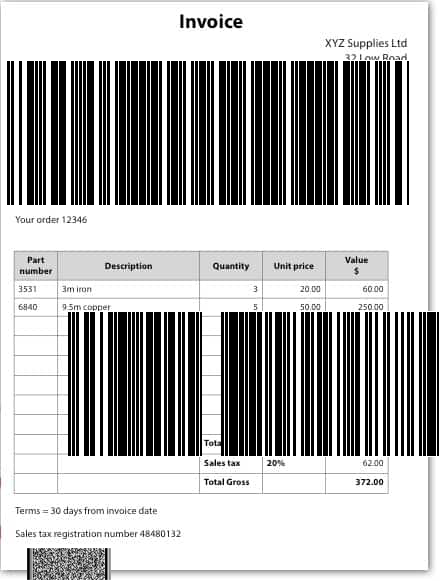 Invoice
XYZ Supplies Ltd
32 Low Road
Your order 12346
Part number Description Quantity Unit price Value $
3531 3m iron 3 20.00 60.00
6840 9.5m copper 5 50.00 250.00
Sales tax 20% 62.00
Total Gross 372.00
Terms = 30 days from invoice date
Sales tax registration number 48480132